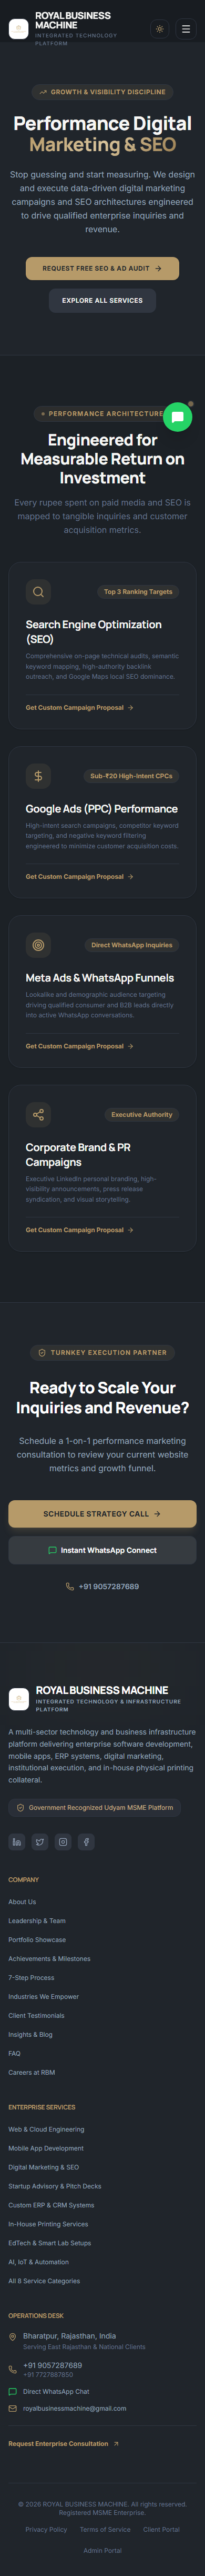 ROYAL BUSINESS
MACHINE
INTEGRATED TECHNOLOGY
PLATFORM
GROWTH & VISIBILITY DISCIPLINE
Performance Digital
Marketing & SEO
Stop guessing and start measuring. We design
and execute data-driven digital marketing
campaigns and SEO architectures engineered
to drive qualified enterprise inquiries and
revenue.
REQUEST FREE SEO & AD AUDIT
EXPLORE ALL SERVICES
PERFORMANCE ARCHITECTURE
Engineered for
Measurable Return on
Investment
Every rupee spent on paid media and SEO is
mapped to tangible inquiries and customer
acquisition metrics.
Top 3 Ranking Targets
Search Engine Optimization
(SEO)
Comprehensive on-page technical audits, semantic
keyword mapping, high-authority backlink
outreach, and Google Maps local SEO dominance.
Get Custom Campaign Proposal
Sub-₹20 High-Intent CPCs
Google Ads (PPC) Performance
High-intent search campaigns, competitor keyword
targeting, and negative keyword filtering
engineered to minimize customer acquisition costs.
Get Custom Campaign Proposal
Direct WhatsApp Inquiries
Meta Ads & WhatsApp Funnels
Lookalike and demographic audience targeting
driving qualified consumer and B2B leads directly
into active WhatsApp conversations.
Get Custom Campaign Proposal
Executive Authority
Corporate Brand & PR
Campaigns
Executive LinkedIn personal branding, high-
visibility announcements, press release
syndication, and visual storytelling.
Get Custom Campaign Proposal
TURNKEY EXECUTION PARTNER
Ready to Scale Your
Inquiries and Revenue?
Schedule a 1-on-1 performance marketing
consultation to review your current website
metrics and growth funnel.
SCHEDULE STRATEGY CALL
Instant WhatsApp Connect
+91 9057287689
ROYAL BUSINESS MACHINE
INTEGRATED TECHNOLOGY & INFRASTRUCTURE
PLATFORM
A multi-sector technology and business infrastructure
platform delivering enterprise software development,
mobile apps, ERP systems, digital marketing,
institutional execution, and in-house physical printing
collateral.
Government Recognized Udyam MSME Platform
COMPANY
About Us
Leadership & Team
Portfolio Showcase
Achievements & Milestones
7-Step Process
Industries We Empower
Client Testimonials
Insights & Blog
FAQ
Careers at RBM
ENTERPRISE SERVICES
Web & Cloud Engineering
Mobile App Development
Digital Marketing & SEO
Startup Advisory & Pitch Decks
Custom ERP & CRM Systems
In-House Printing Services
EdTech & Smart Lab Setups
AI, IoT & Automation
All 8 Service Categories
OPERATIONS DESK
Bharatpur, Rajasthan, India
Serving East Rajasthan & National Clients
+91 9057287689
+91 7727887850
Direct WhatsApp Chat
royalbusinessmachine@gmail.com
Request Enterprise Consultation
© 2026 ROYAL BUSINESS MACHINE. All rights reserved.
Registered MSME Enterprise.
Privacy Policy Terms of Service Client Portal
Admin Portal